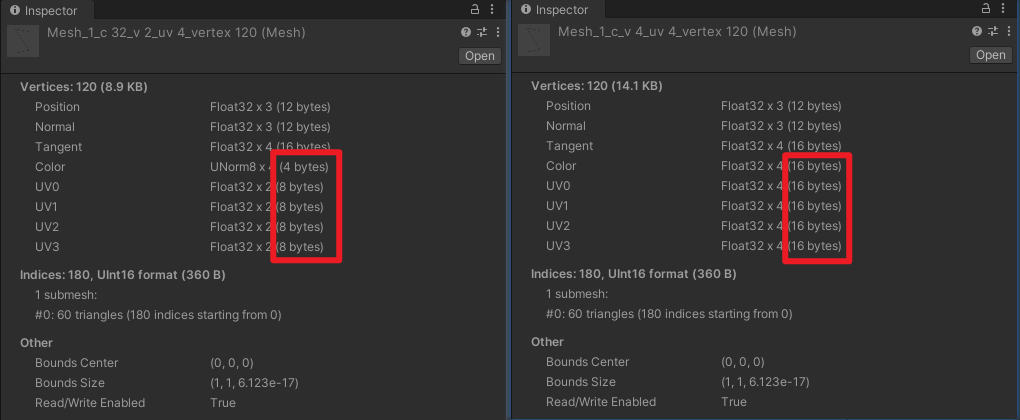 Inspector
Mesh_1_c 32_v 2_uv 4_vertex 120 (Mesh)
Open
Vertices: 120 (8.9 KB)
Position Float32 x 3 (12 bytes)
Normal Float32 x 3 (12 bytes)
Tangent Float32 x 4 (16 bytes)
Color UNorm8 x 4 (4 bytes)
UV0 Float32 x 2 (8 bytes)
UV1 Float32 x 2 (8 bytes)
UV2 Float32 x 2 (8 bytes)
UV3 Float32 x 2 (8 bytes)
Indices: 180, UInt16 format (360 B)
1 submesh:
#0: 60 triangles (180 indices starting from 0)
Other
Bounds Center (0, 0, 0)
Bounds Size (1, 1, 6.123e-17)
Read/Write Enabled True
Inspector
Mesh_1_c_v 4_uv 4_vertex 120 (Mesh)
Open
Vertices: 120 (14.1 KB)
Position Float32 x 3 (12 bytes)
Normal Float32 x 3 (12 bytes)
Tangent Float32 x 4 (16 bytes)
Color Float32 x 4 (16 bytes)
UV0 Float32 x 4 (16 bytes)
UV1 Float32 x 4 (16 bytes)
UV2 Float32 x 4 (16 bytes)
UV3 Float32 x 4 (16 bytes)
Indices: 180, UInt16 format (360 B)
1 submesh:
#0: 60 triangles (180 indices starting from 0)
Other
Bounds Center (0, 0, 0)
Bounds Size (1, 1, 6.123e-17)
Read/Write Enabled True